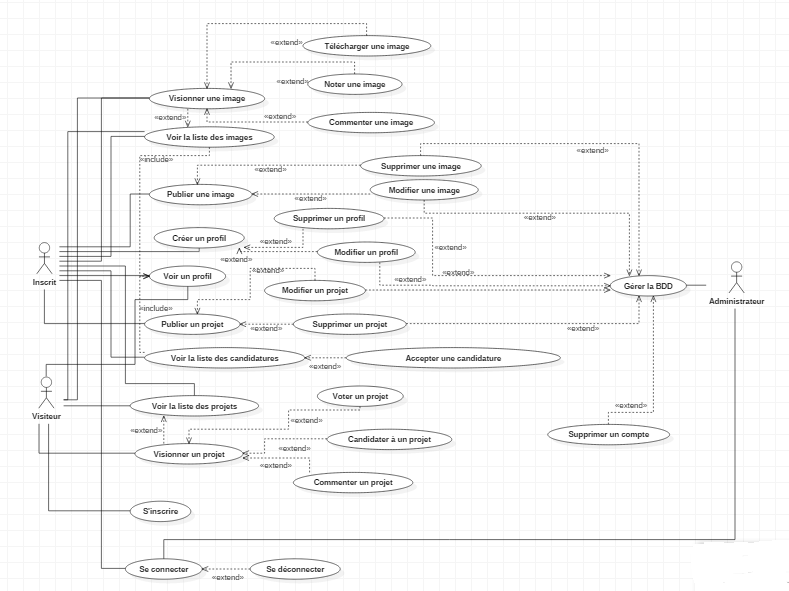 Télécharger une image
«extend»
Noter une image
«extend»
Visionner une image
«extend»
«extend»
Commenter une image
Voir la liste des images
«extend»
«include»
Supprimer une image
«extend»
Modifier une image
Publier une image
«extend»
Supprimer un profil
«extend»
Créer un profil
«extend»
«extend»
Modifier un profil
«extend»
«extend»
Voir un profil
«extend»
«extend»
Inscrit
Modifier un projet
Gérer la BDD
Administrateur
«include»
Publier un projet
«extend»
Supprimer un projet
«extend»
Voir la liste des candidatures
«extend»
Accepter une candidature
Voter un projet
Visiteur
Voir la liste des projets
«extend»
«extend»
«extend»
Candidater à un projet
Supprimer un compte
Visionner un projet
«extend»
«extend»
Commenter un projet
S'inscrire
Se connecter
«extend»
Se déconnecter